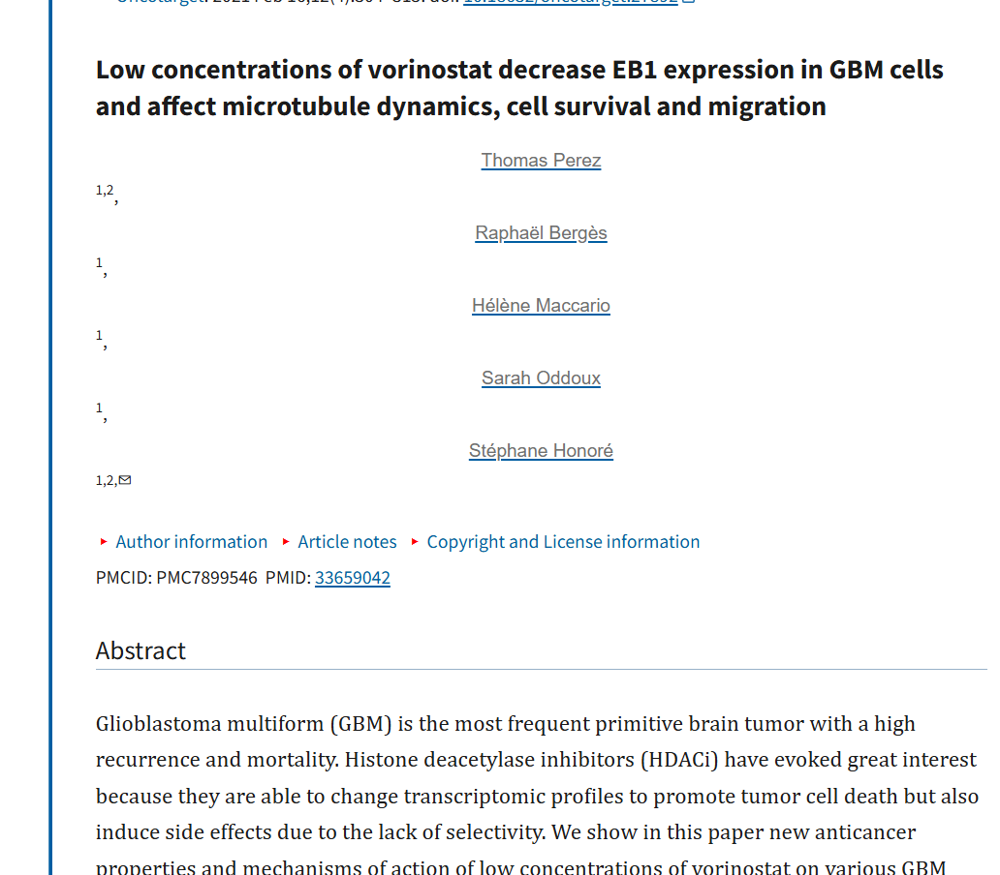 Low concentrations of vorinostat decrease EB1 expression in GBM cells
and affect microtubule dynamics, cell survival and migration
Thomas Perez
1,2,
Raphaël Bergès
1,
Hélène Maccario
1,
Sarah Oddoux
1,
Stéphane Honoré
1,2,✉
▸ Author information ▸ Article notes ▸ Copyright and License information
PMCID: PMC7899546 PMID: 33659042
Abstract
Glioblastoma multiform (GBM) is the most frequent primitive brain tumor with a high
recurrence and mortality. Histone deacetylase inhibitors (HDACi) have evoked great interest
because they are able to change transcriptomic profiles to promote tumor cell death but also
induce side effects due to the lack of selectivity. We show in this paper new anticancer
properties and mechanisms of action of low concentrations of vorinostat on various GBM